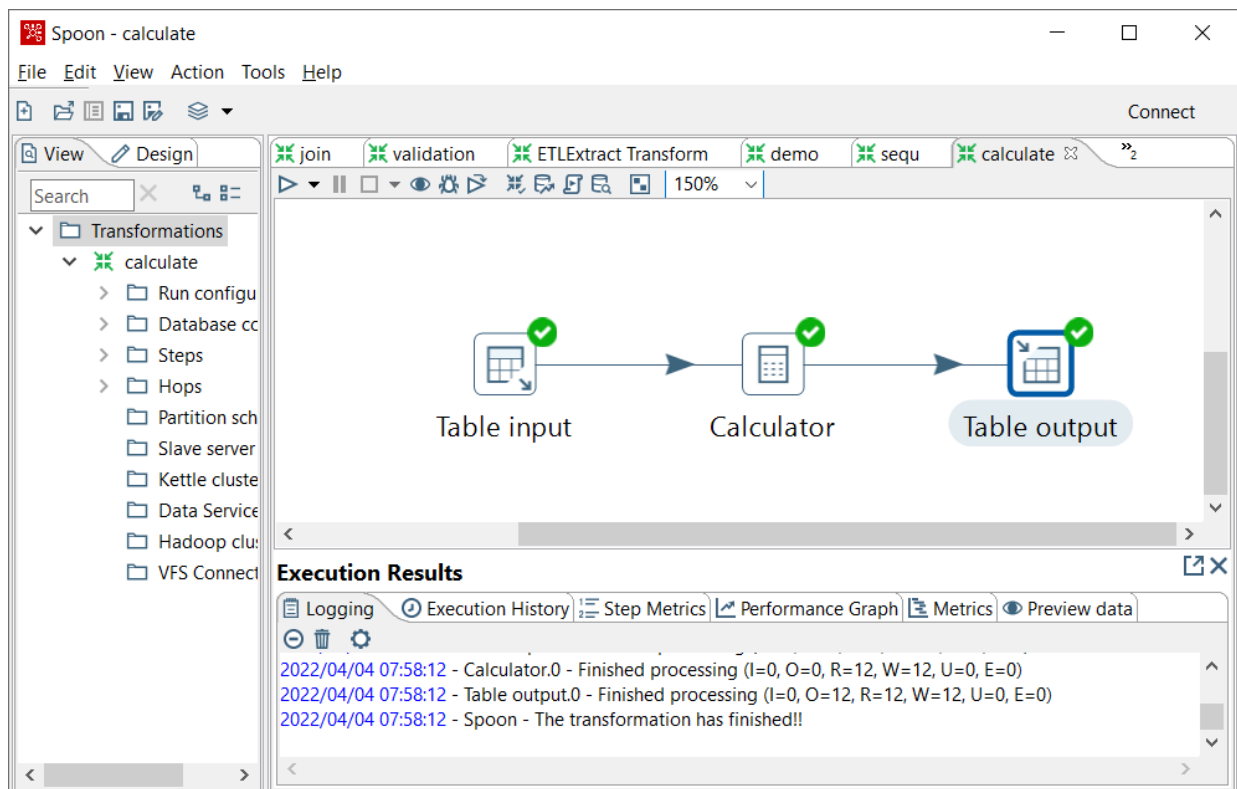 Spoon - calculate
File Edit View Action Tools Help
Connect
View Design
join validation ETLExtract Transform demo sequ calculate »2
Search
150%
Transformations
calculate
Run configu
Database cc
Steps
Hops
Partition sch
Slave server
Kettle cluste
Data Service
Hadoop clu
VFS Connect
Table input Calculator Table output
Execution Results
Logging Execution History Step Metrics Performance Graph Metrics Preview data
2022/04/04 07:58:12 - Calculator.0 - Finished processing (I=0, O=0, R=12, W=12, U=0, E=0)
2022/04/04 07:58:12 - Table output.0 - Finished processing (I=0, O=12, R=12, W=12, U=0, E=0)
2022/04/04 07:58:12 - Spoon - The transformation has finished!!